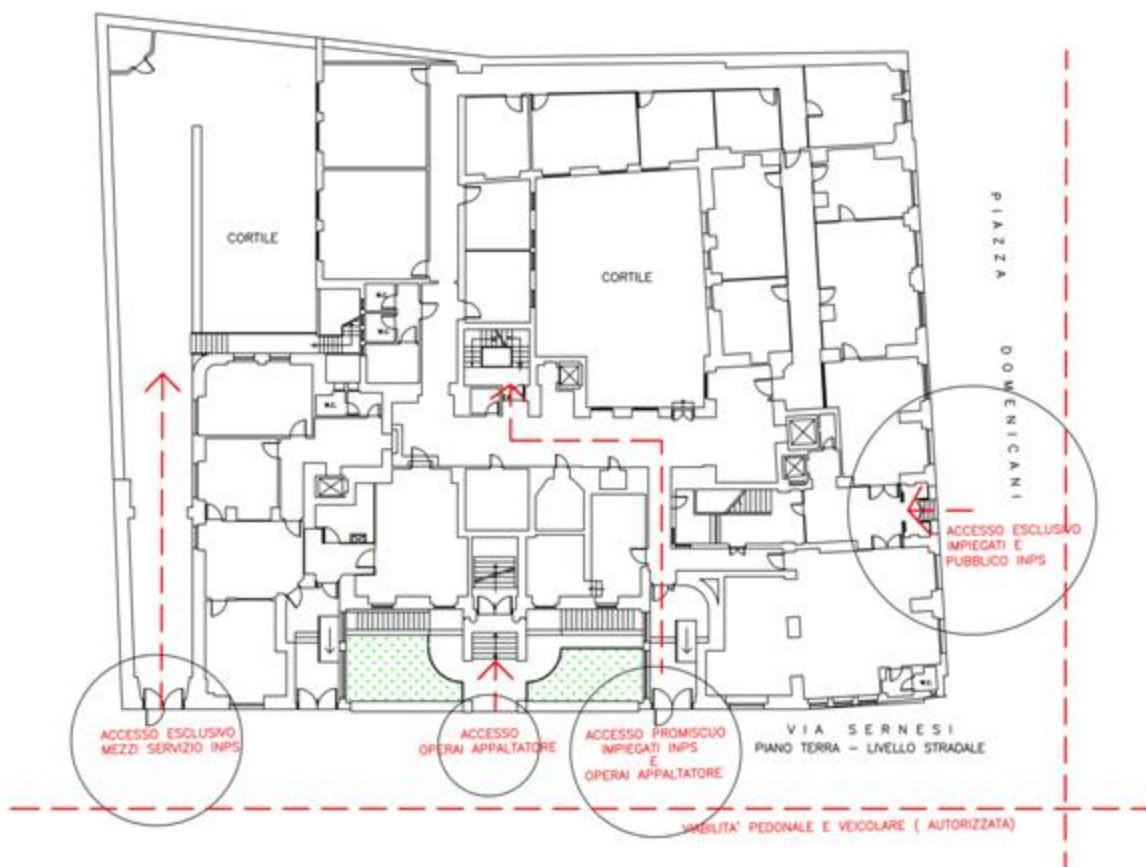 CORTILE
CORTILE
W.C.
W.C.
W.C.
PIAZZA DOMENICANI
ACCESSO ESCLUSIVO
IMPIEGATI E
PUBBLICO INPS
W.C.
ACCESSO ESCLUSIVO
MEZZI SERVIZIO INPS
ACCESSO
OPERAI APPALTATORE
ACCESSO PROMISCUO
IMPIEGATI INPS
E
OPERAI APPALTATORE
VIA SERNESI
PIANO TERRA – LIVELLO STRADALE
VIABILITA' PEDONALE E VEICOLARE ( AUTORIZZATA)